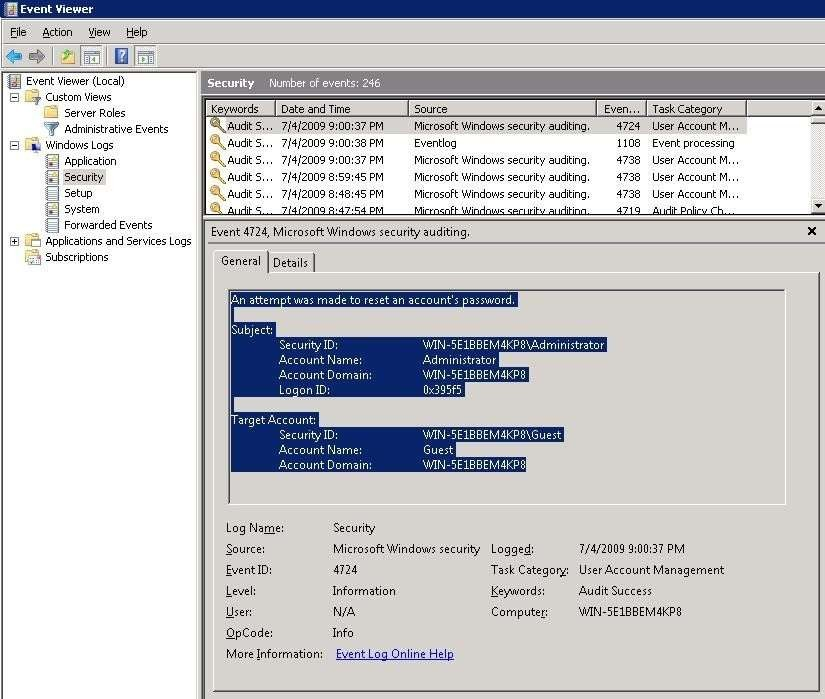 Event Viewer
File Action View Help
Event Viewer (Local)
Custom Views
Server Roles
Administrative Events
Windows Logs
Application
Security
Setup
System
Forwarded Events
Applications and Services Logs
Subscriptions
Security Number of events: 246
Keywords Date and Time Source Even... Task Category
Audit S... 7/4/2009 9:00:37 PM Microsoft Windows security auditing. 4724 User Account M...
Audit S... 7/4/2009 9:00:38 PM Eventlog 1108 Event processing
Audit S... 7/4/2009 9:00:37 PM Microsoft Windows security auditing. 4738 User Account M...
Audit S... 7/4/2009 8:59:45 PM Microsoft Windows security auditing. 4738 User Account M...
Audit S... 7/4/2009 8:48:45 PM Microsoft Windows security auditing. 4738 User Account M...
Audit S... 7/4/2009 8:47:54 PM Microsoft Windows security auditing. 4719 Audit Policy Ch...
Event 4724, Microsoft Windows security auditing.
General Details
An attempt was made to reset an account's password.
Subject:
Security ID: WIN-5E1BBEM4KP8\Administrator
Account Name: Administrator
Account Domain: WIN-5E1BBEM4KP8
Logon ID: 0x395f5
Target Account:
Security ID: WIN-5E1BBEM4KP8\Guest
Account Name: Guest
Account Domain: WIN-5E1BBEM4KP8
Log Name: Security
Source: Microsoft Windows security Logged: 7/4/2009 9:00:37 PM
Event ID: 4724 Task Category: User Account Management
Level: Information Keywords: Audit Success
User: N/A Computer: WIN-5E1BBEM4KP8
OpCode: Info
More Information: Event Log Online Help